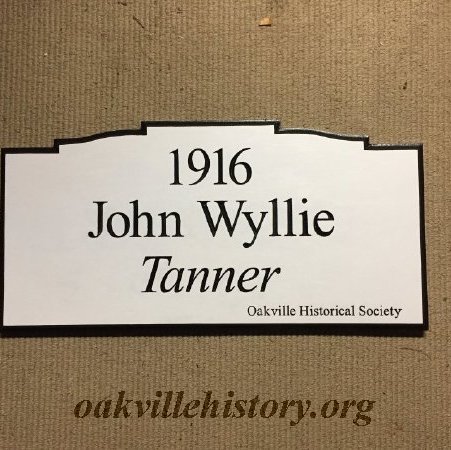 1916
John Wyllie
Tanner
Oakville Historical Society
oakvillehistory.org